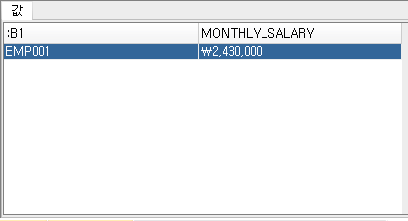 값
:B1 MONTHLY_SALARY
EMP001 ₩2,430,000